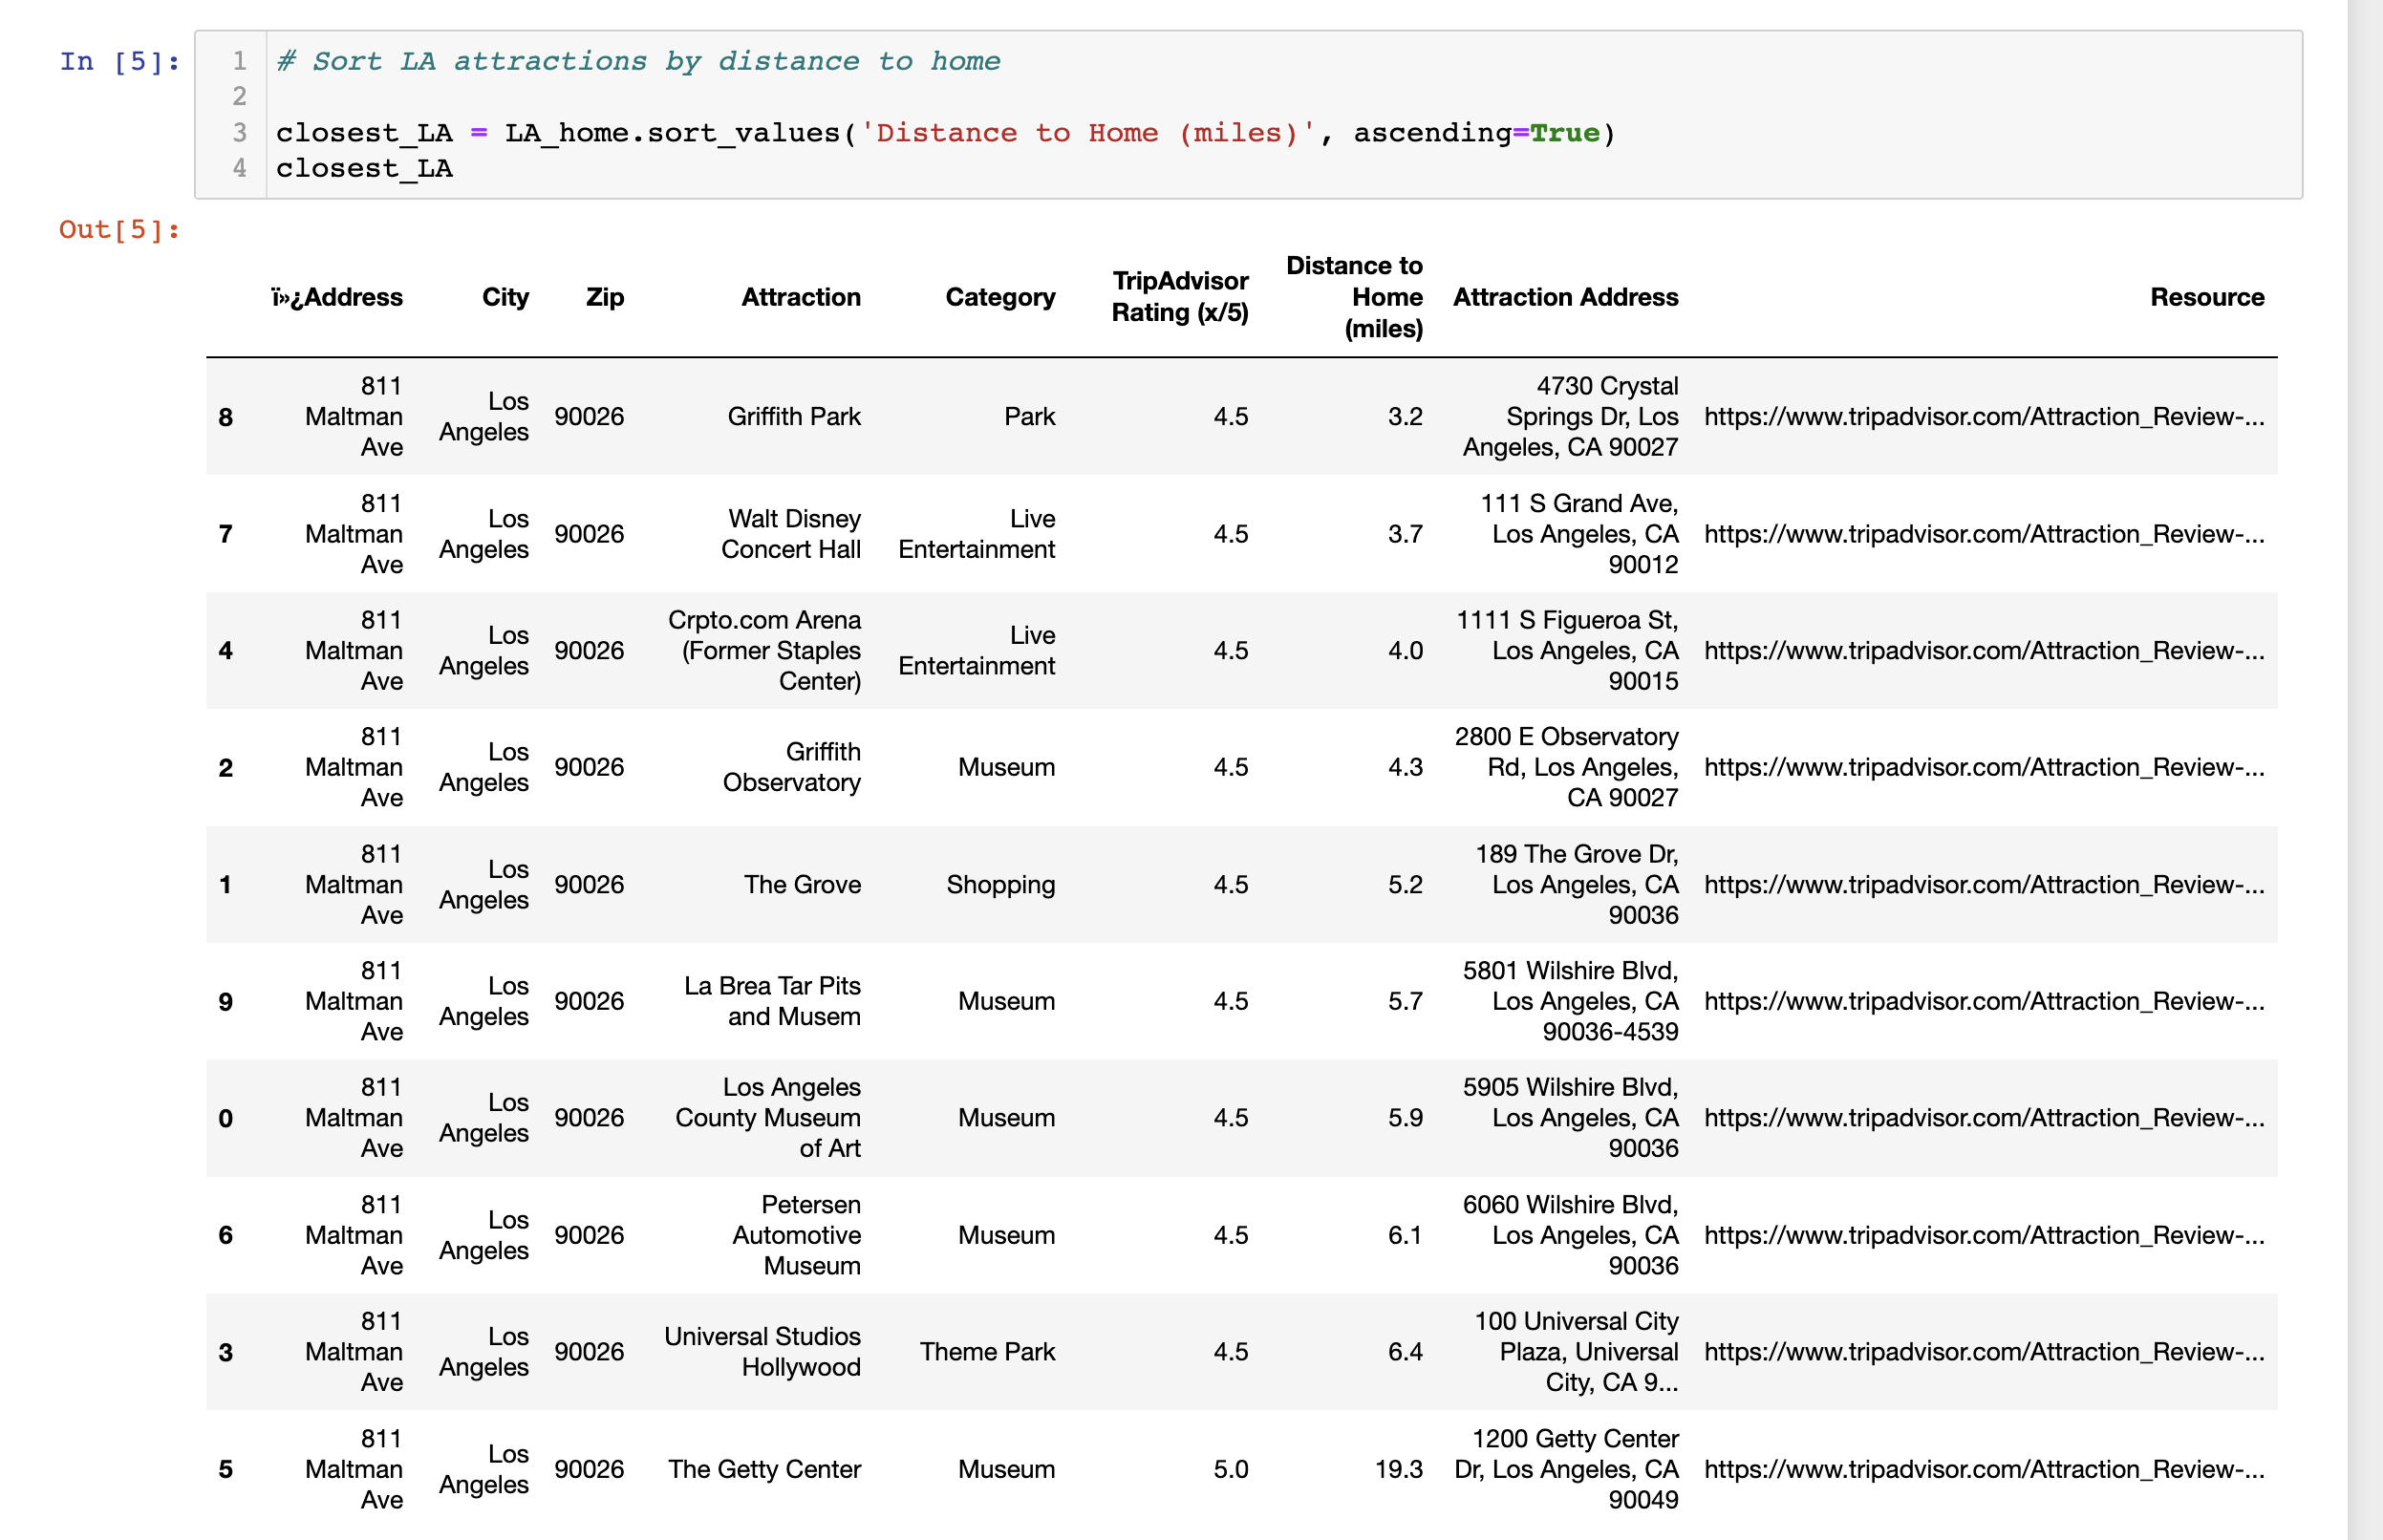 In [5]:
1 # Sort LA attractions by distance to home
2
3 closest_LA = LA_home.sort_values('Distance to Home (miles)', ascending=True)
4 closest_LA
Out[5]:
ï»¿Address City Zip Attraction Category TripAdvisor Rating (x/5) Distance to Home (miles) Attraction Address Resource
8 811 Maltman Ave Los Angeles 90026 Griffith Park Park 4.5 3.2 4730 Crystal Springs Dr, Los Angeles, CA 90027 https://www.tripadvisor.com/Attraction_Review-...
7 811 Maltman Ave Los Angeles 90026 Walt Disney Concert Hall Live Entertainment 4.5 3.7 111 S Grand Ave, Los Angeles, CA 90012 https://www.tripadvisor.com/Attraction_Review-...
4 811 Maltman Ave Los Angeles 90026 Crpto.com Arena (Former Staples Center) Live Entertainment 4.5 4.0 1111 S Figueroa St, Los Angeles, CA 90015 https://www.tripadvisor.com/Attraction_Review-...
2 811 Maltman Ave Los Angeles 90026 Griffith Observatory Museum 4.5 4.3 2800 E Observatory Rd, Los Angeles, CA 90027 https://www.tripadvisor.com/Attraction_Review-...
1 811 Maltman Ave Los Angeles 90026 The Grove Shopping 4.5 5.2 189 The Grove Dr, Los Angeles, CA 90036 https://www.tripadvisor.com/Attraction_Review-...
9 811 Maltman Ave Los Angeles 90026 La Brea Tar Pits and Musem Museum 4.5 5.7 5801 Wilshire Blvd, Los Angeles, CA 90036-4539 https://www.tripadvisor.com/Attraction_Review-...
0 811 Maltman Ave Los Angeles 90026 Los Angeles County Museum of Art Museum 4.5 5.9 5905 Wilshire Blvd, Los Angeles, CA 90036 https://www.tripadvisor.com/Attraction_Review-...
6 811 Maltman Ave Los Angeles 90026 Petersen Automotive Museum Museum 4.5 6.1 6060 Wilshire Blvd, Los Angeles, CA 90036 https://www.tripadvisor.com/Attraction_Review-...
3 811 Maltman Ave Los Angeles 90026 Universal Studios Hollywood Theme Park 4.5 6.4 100 Universal City Plaza, Universal City, CA 9... https://www.tripadvisor.com/Attraction_Review-...
5 811 Maltman Ave Los Angeles 90026 The Getty Center Museum 5.0 19.3 1200 Getty Center Dr, Los Angeles, CA 90049 https://www.tripadvisor.com/Attraction_Review-...